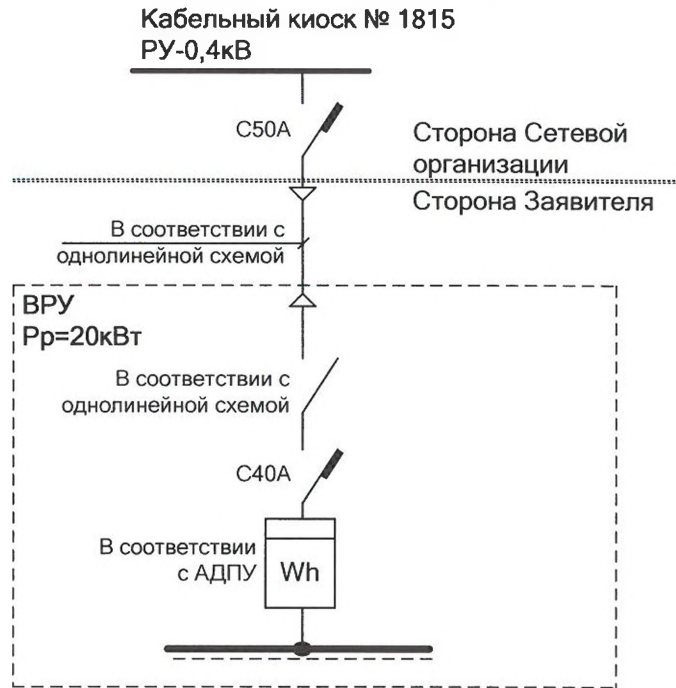 Кабельный киоск № 1815
РУ-0,4кВ
С50А
Сторона Сетевой
организации
Сторона Заявителя
В соответствии с
однолинейной схемой
ВРУ
Рр=20кВт
В соответствии с
однолинейной схемой
С40А
В соответствии
с АДПУ
Wh